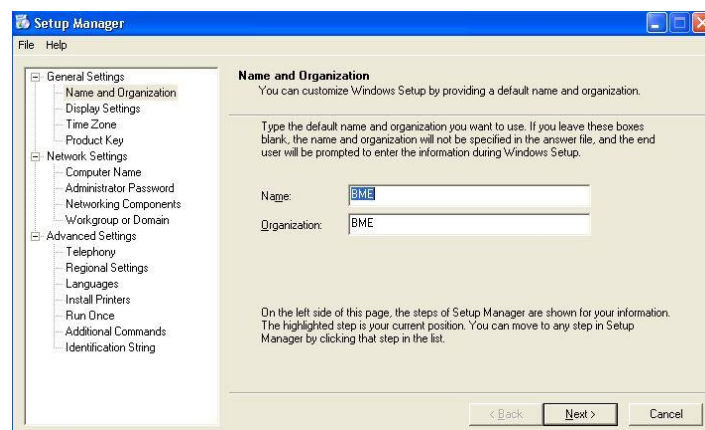 Setup Manager
File Help
General Settings
Name and Organization
Display Settings
Time Zone
Product Key
Network Settings
Computer Name
Administrator Password
Networking Components
Workgroup or Domain
Advanced Settings
Telephony
Regional Settings
Languages
Install Printers
Run Once
Additional Commands
Identification String
Name and Organization
You can customize Windows Setup by providing a default name and organization.
Type the default name and organization you want to use. If you leave these boxes
blank, the name and organization will not be specified in the answer file, and the end
user will be prompted to enter the information during Windows Setup.
Name: BME
Organization: BME
On the left side of this page, the steps of Setup Manager are shown for your information.
The highlighted step is your current position. You can move to any step in Setup
Manager by clicking that step in the list.
< Back Next > Cancel